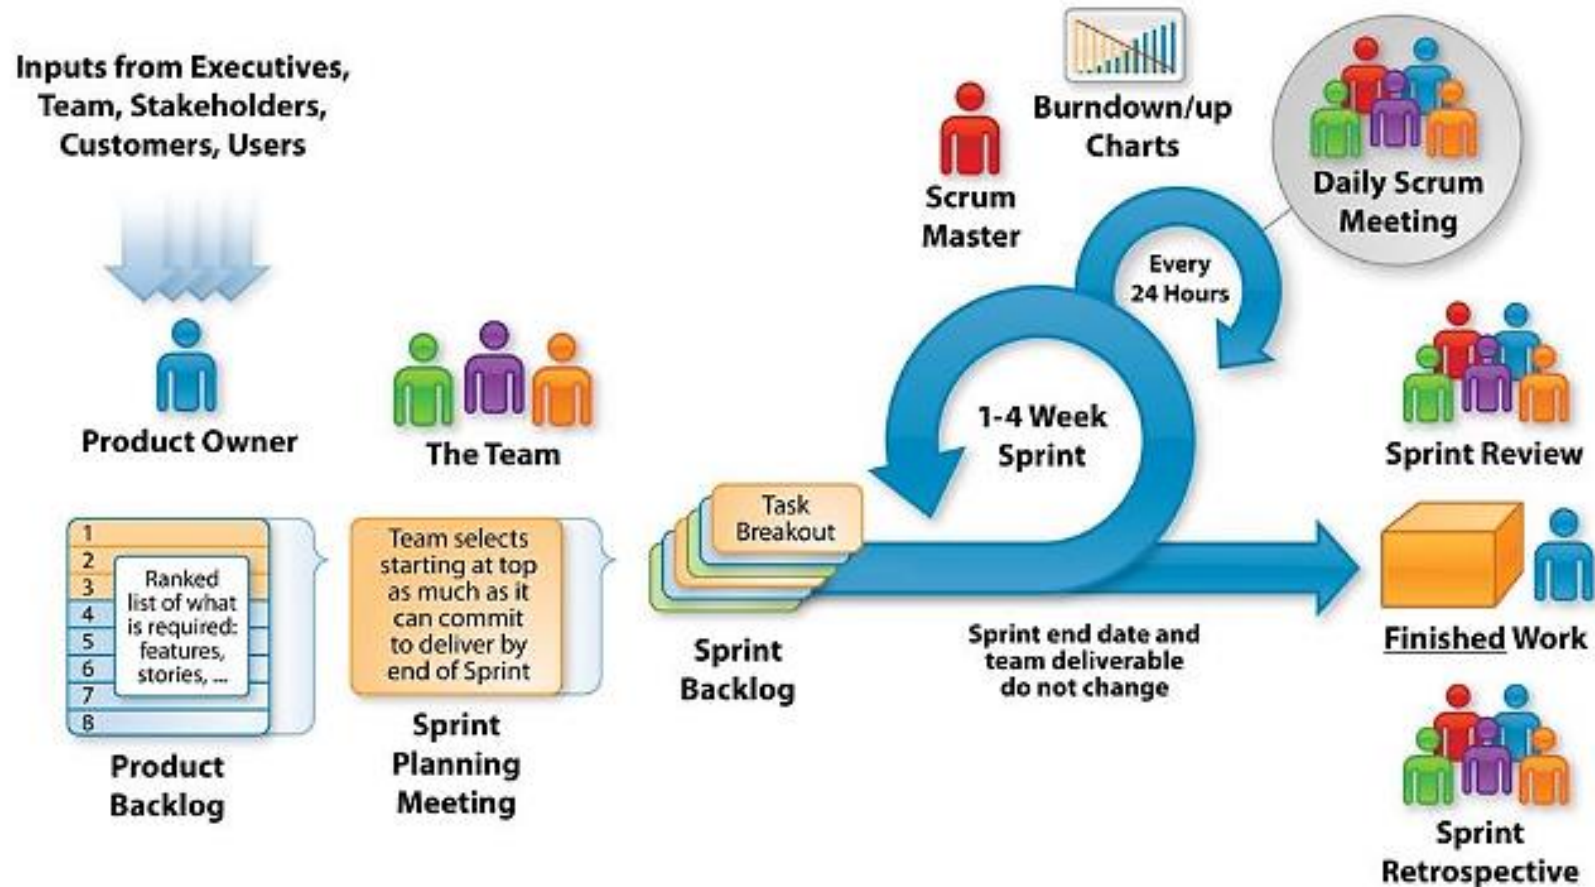 Inputs from Executives,
Team, Stakeholders,
Customers, Users
Product Owner
1
2
3
4
5
6
7
8
Ranked
list of what
is required:
features,
stories, ...
Product
Backlog
The Team
Team selects
starting at top
as much as it
can commit
to deliver by
end of Sprint
Sprint
Planning
Meeting
Task
Breakout
Sprint
Backlog
Scrum
Master
Burndown/up
Charts
Daily Scrum
Meeting
Every
24 Hours
1-4 Week
Sprint
Sprint end date and
team deliverable
do not change
Sprint Review
Finished Work
Sprint
Retrospective